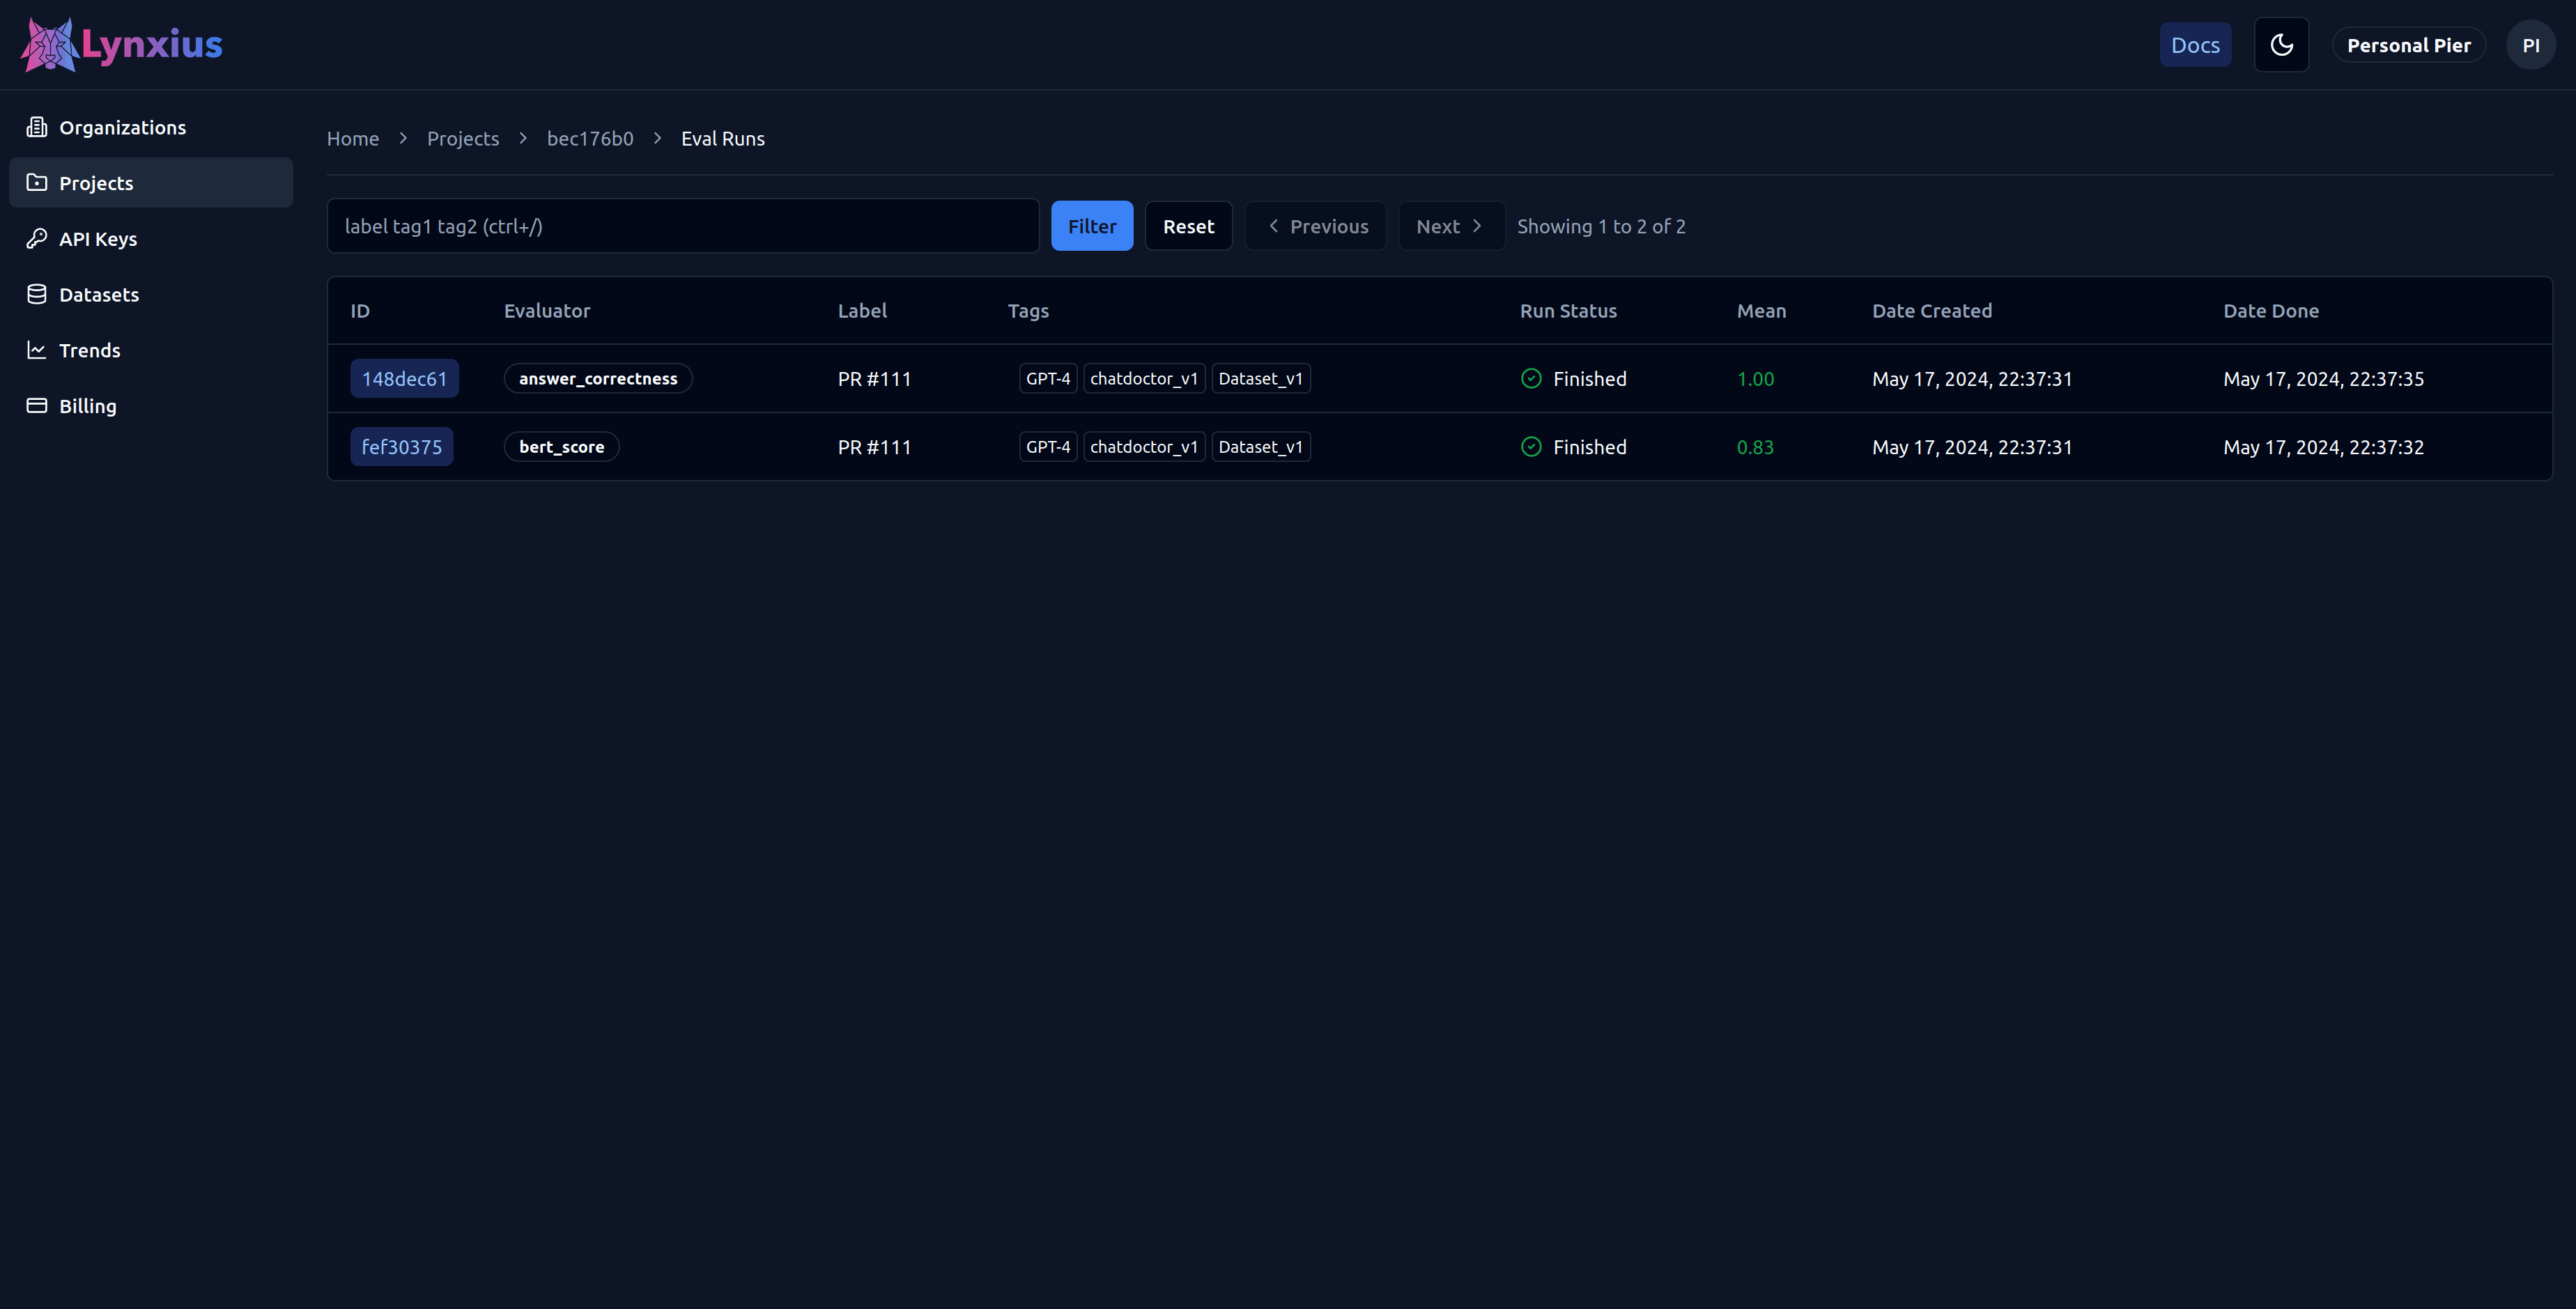 Lynxius
Docs Personal Pier PI
Organizations
Projects
API Keys
Datasets
Trends
Billing
Home > Projects > bec176b0 > Eval Runs
label tag1 tag2 (ctrl+/) Filter Reset < Previous Next > Showing 1 to 2 of 2
ID Evaluator Label Tags Run Status Mean Date Created Date Done
148dec61 answer_correctness PR #111 GPT-4 chatdoctor_v1 Dataset_v1 Finished 1.00 May 17, 2024, 22:37:31 May 17, 2024, 22:37:35
fef30375 bert_score PR #111 GPT-4 chatdoctor_v1 Dataset_v1 Finished 0.83 May 17, 2024, 22:37:31 May 17, 2024, 22:37:32